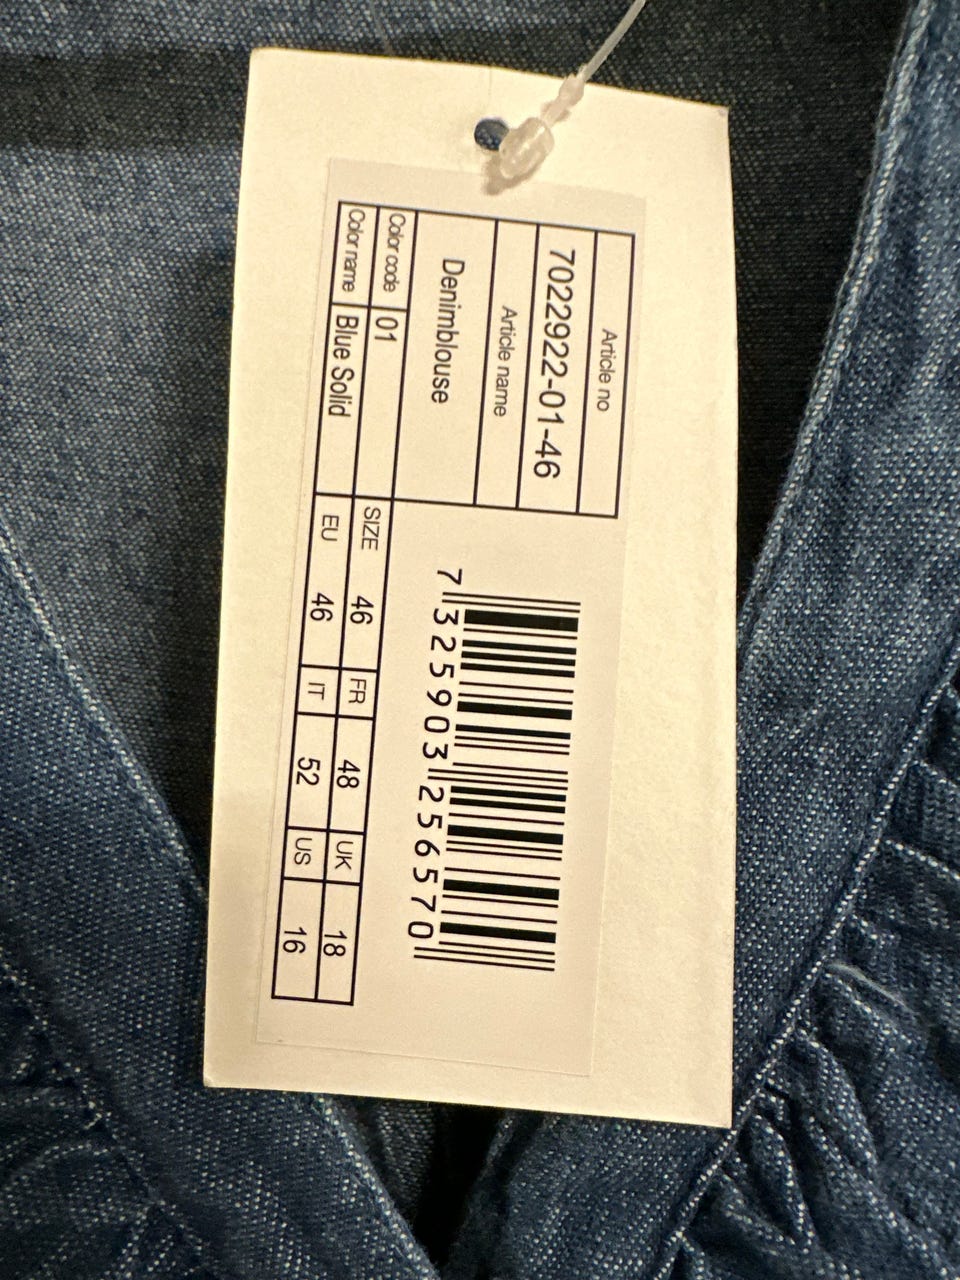 Article no
7022922-01-46
Article name
Denimblouse
Color code 01
Color name Blue Solid
7 325903 256570
SIZE 46 FR 48 UK 18
EU 46 IT 52 US 16